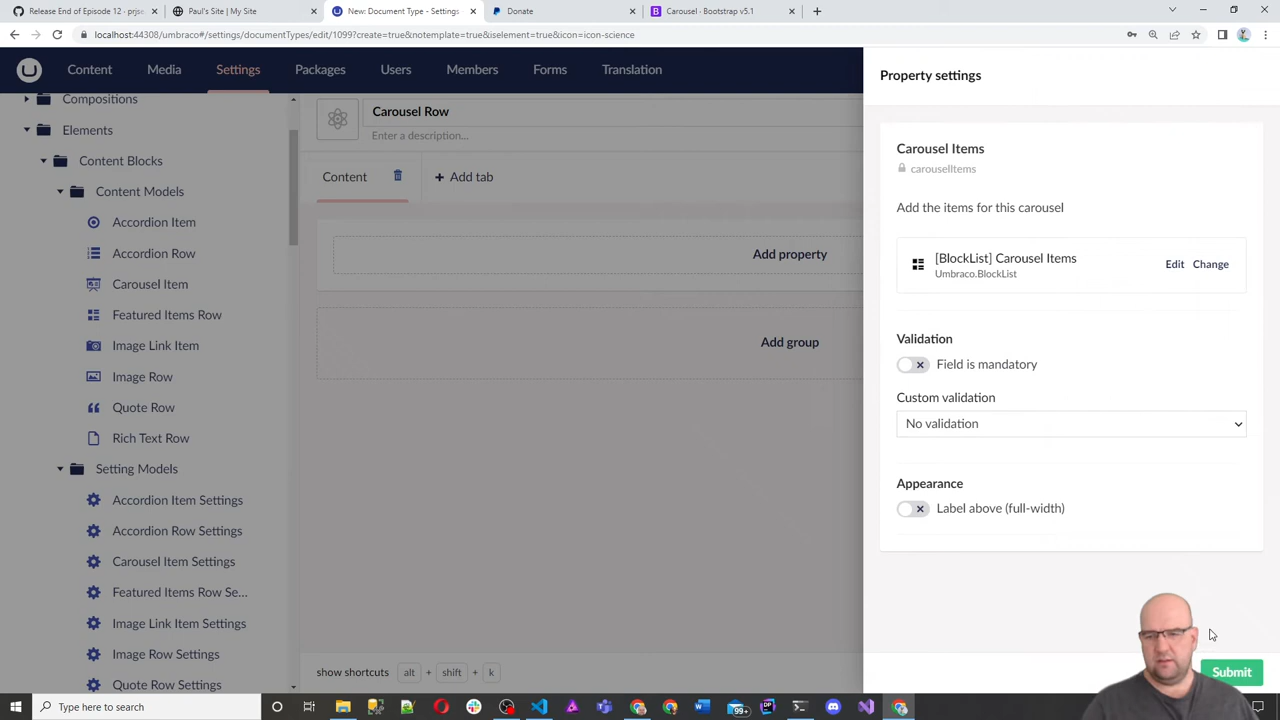 Release End of Episode 12 - prjse
Paul's Site | My Site
New: Document Type - Settings
Donate
Carousel · Bootstrap v5.1
localhost:44308/umbraco#/settings/documentTypes/edit/1099?create=true&notemplate=true&iselement=true&icon=icon-science
Content
Media
Settings
Packages
Users
Members
Forms
Translation
Compositions
Elements
Content Blocks
Content Models
Accordion Item
Accordion Row
Carousel Item
Featured Items Row
Image Link Item
Image Row
Quote Row
Rich Text Row
Setting Models
Accordion Item Settings
Accordion Row Settings
Carousel Item Settings
Featured Items Row Se...
Image Link Item Settings
Image Row Settings
Quote Row Settings
Carousel Row
Enter a description...
Content
+ Add tab
Add property
Add group
show shortcuts alt + shift + k
Property settings
Carousel Items
carouselItems
Add the items for this carousel
[BlockList] Carousel Items
Umbraco.BlockList
Edit Change
Validation
Field is mandatory
Custom validation
No validation
Appearance
Label above (full-width)
Submit
Type here to search
99+